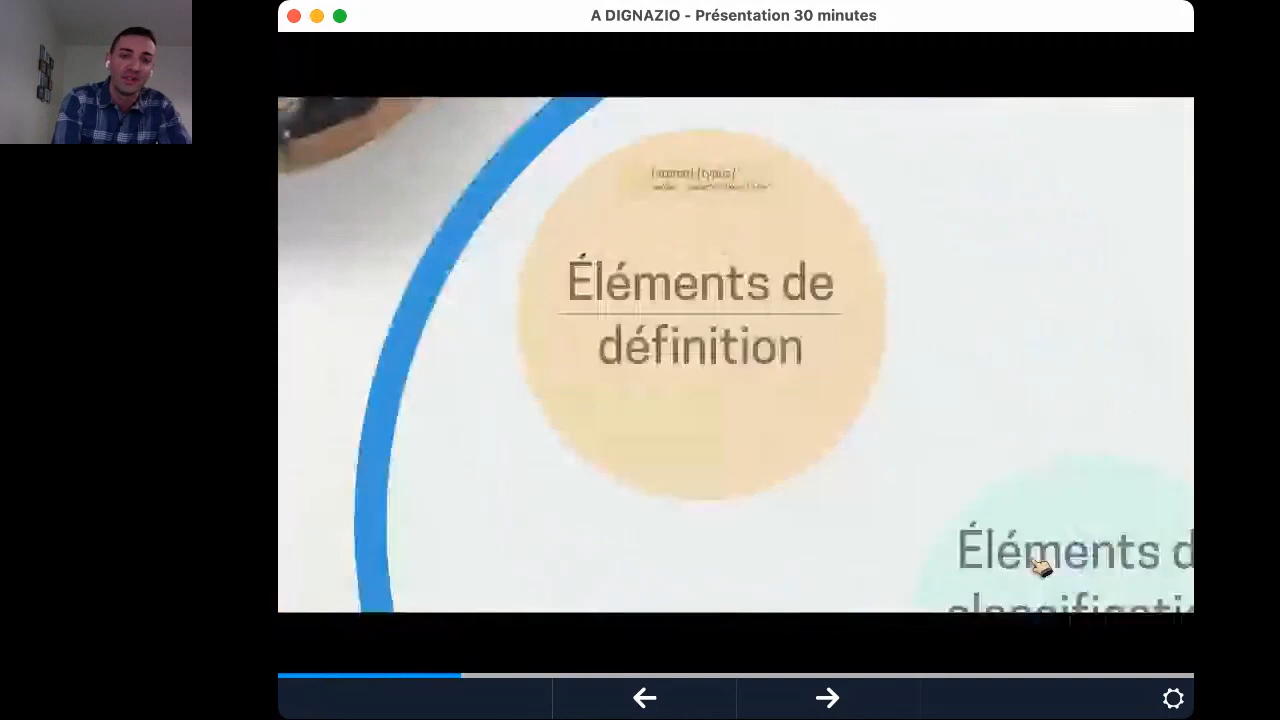 A DIGNAZIO - Présentation 30 minutes
Éléments de
définition
Éléments d